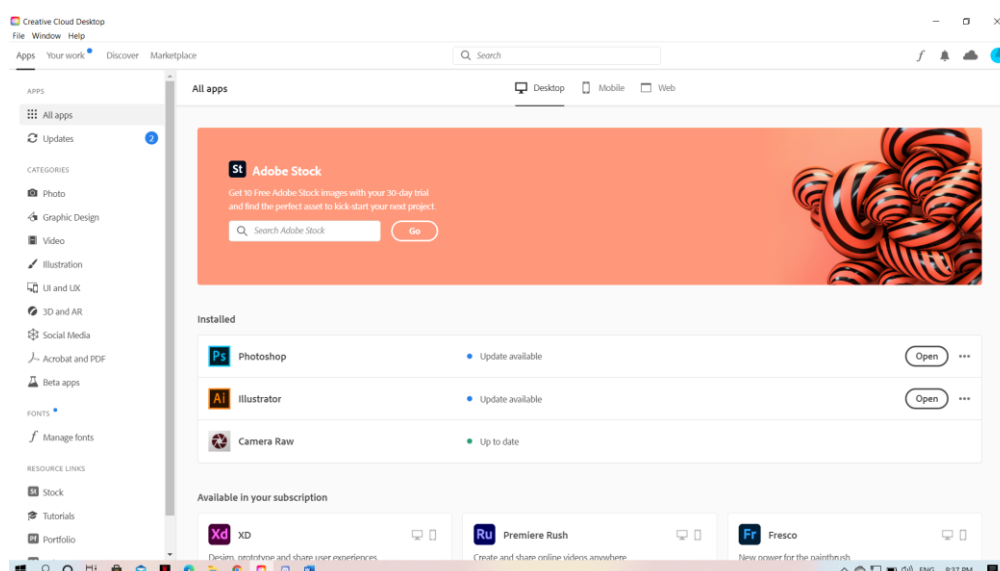 Creative Cloud Desktop
File Window Help
Apps Your work Discover Marketplace
Search
APPS
All apps
Updates 2
CATEGORIES
Photo
Graphic Design
Video
Illustration
UI and UX
3D and AR
Social Media
Acrobat and PDF
Beta apps
FONTS
Manage fonts
RESOURCE LINKS
St Stock
Tutorials
Pf Portfolio
All apps
Desktop Mobile Web
St Adobe Stock
Get 10 Free Adobe Stock images with your 30-day trial
and find the perfect asset to kick-start your next project.
Search Adobe Stock Go
Installed
Ps Photoshop Update available Open
Ai Illustrator Update available Open
Camera Raw Up to date
Available in your subscription
Xd XD
Design, prototype and share user experiences
Ru Premiere Rush
Create and share online videos anywhere
Fr Fresco
New power for the paintbrush
ENG 8:37 PM